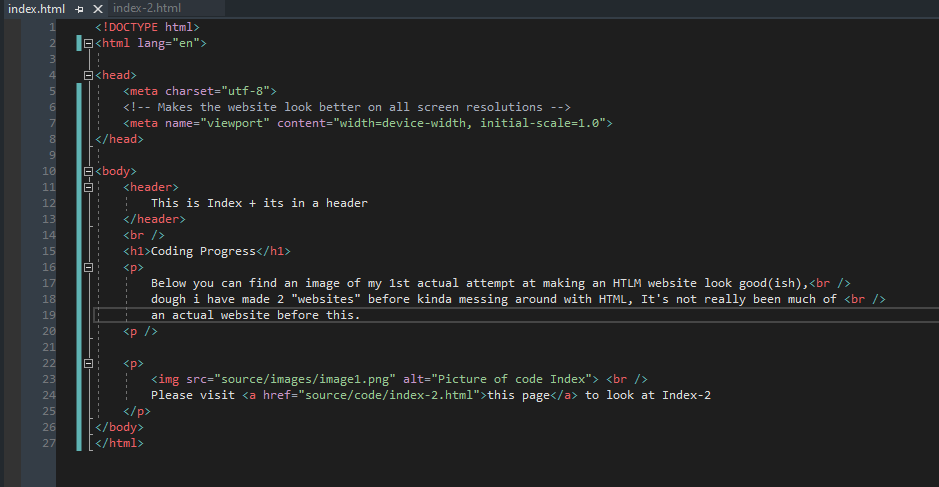 index.html index-2.html
1 <!DOCTYPE html>
2 <html lang="en">
3
4 <head>
5 <meta charset="utf-8">
6 <!-- Makes the website look better on all screen resolutions -->
7 <meta name="viewport" content="width=device-width, initial-scale=1.0">
8 </head>
9
10 <body>
11 <header>
12 This is Index + its in a header
13 </header>
14 <br />
15 <h1>Coding Progress</h1>
16 <p>
17 Below you can find an image of my 1st actual attempt at making an HTLM website look good(ish),<br />
18 dough i have made 2 "websites" before kinda messing around with HTML, It's not really been much of <br />
19 an actual website before this.
20 <p />
21
22 <p>
23 <img src="source/images/image1.png" alt="Picture of code Index"> <br />
24 Please visit <a href="source/code/index-2.html">this page</a> to look at Index-2
25 </p>
26 </body>
27 </html>